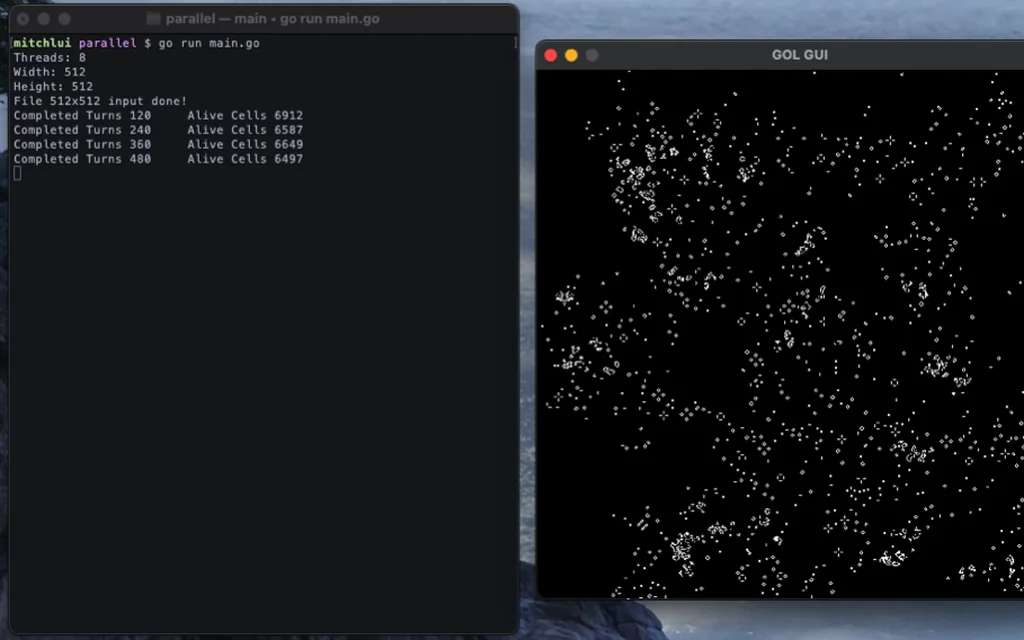 parallel — main • go run main.go
mitchlui parallel $ go run main.go
Threads: 8
Width: 512
Height: 512
File 512x512 input done!
Completed Turns 120     Alive Cells 6912
Completed Turns 240     Alive Cells 6587
Completed Turns 360     Alive Cells 6649
Completed Turns 480     Alive Cells 6497
GOL GUI